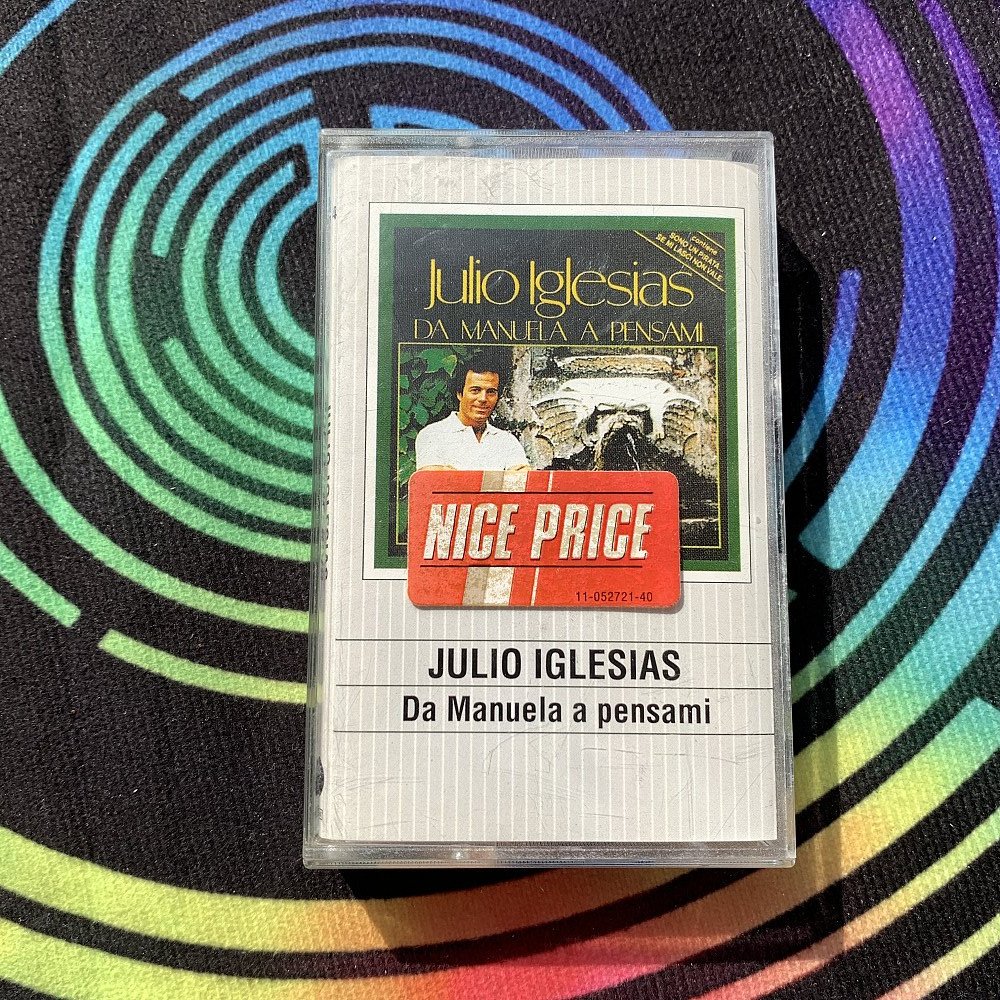 contiene
SONO UN PIRATA
SE MI LASCI NON VALE
Julio Iglesias
DA MANUELA A PENSAMI
NICE PRICE
11-052721-40
JULIO IGLESIAS
Da Manuela a pensami